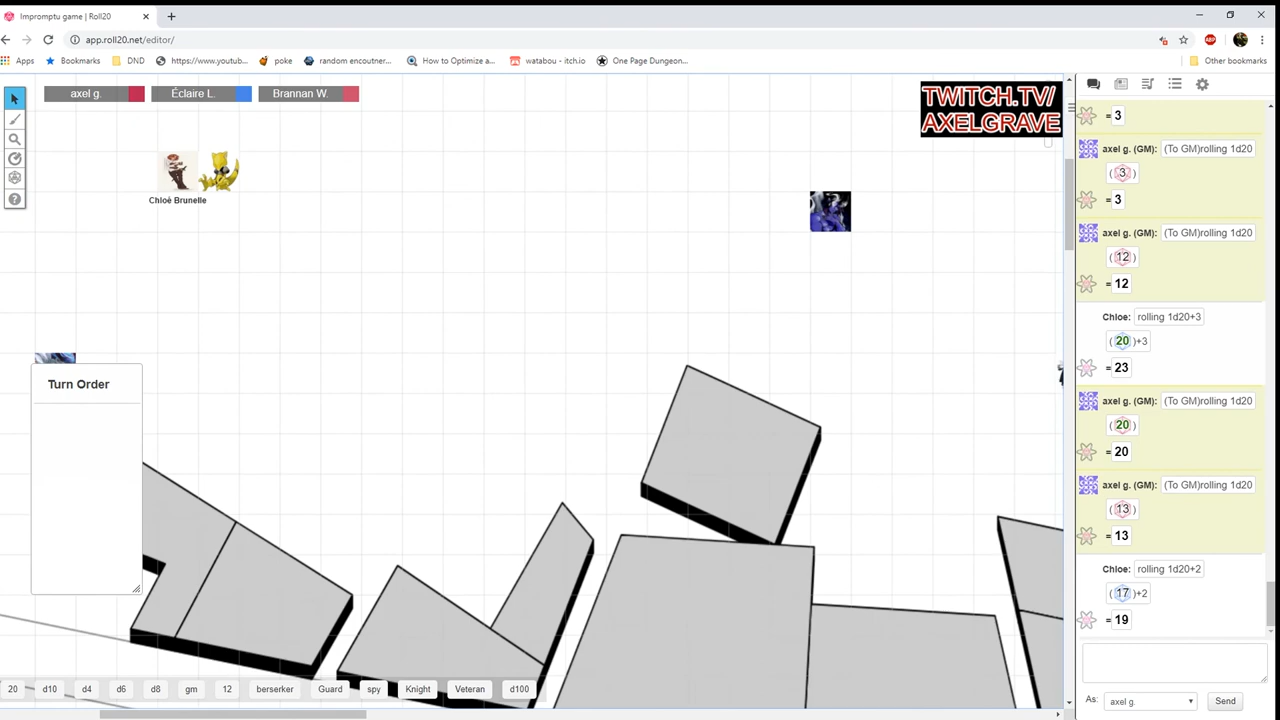 Impromptu game | Roll20
app.roll20.net/editor/
Apps Bookmarks DND https://www.youtub... poke random encoutner... How to Optimize a... watabou - itch.io One Page Dungeon... Other bookmarks
ABP
axel g. Éclaire L. Brannan W.
TWITCH.TV/
AXELGRAVE
Chloè Brunelle
Turn Order
20 d10 d4 d6 d8 gm 12 berserker Guard spy Knight Veteran d100
= 3
axel g. (GM): (To GM)rolling 1d20
(3)
= 3
axel g. (GM): (To GM)rolling 1d20
(12)
= 12
Chloe: rolling 1d20+3
(20)+3
= 23
axel g. (GM): (To GM)rolling 1d20
(20)
= 20
axel g. (GM): (To GM)rolling 1d20
(13)
= 13
Chloe: rolling 1d20+2
(17)+2
= 19
As: axel g. Send